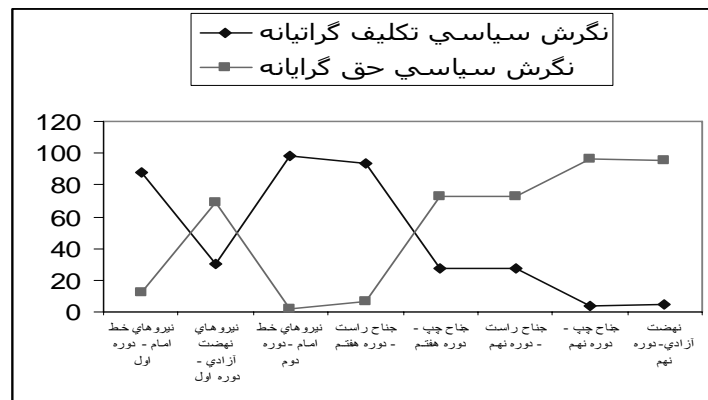 نگرش سياسي تکليف گراتيانه
نگرش سياسي حق گرايانه
120
100
80
60
40
20
0
نيروهاي خط
امام - دوره
اول
نيروهاي
نهضت
آزادي -
دوره اول
نيروهاي خط
امام - دوره
دوم
جناح راست
- دوره هفتم
جناح چپ -
دوره هفتم
جناح راست
- دوره نهم
جناح چپ -
دوره نهم
نهضت
آزادي-دوره
نهم